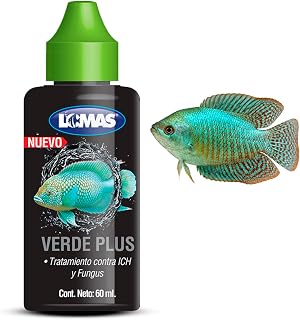 LOMAS
NUEVO
VERDE PLUS
• Tratamiento contra ICH
y Fungus
Cont. Neto: 60 ml.